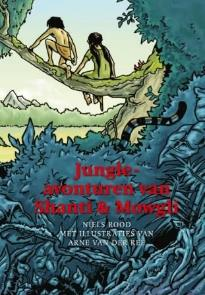 Jungle-
avonturen van
Shanti & Mowgli
NIELS ROOD
MET ILLUSTRATIES VAN
ARNE VAN DER REE